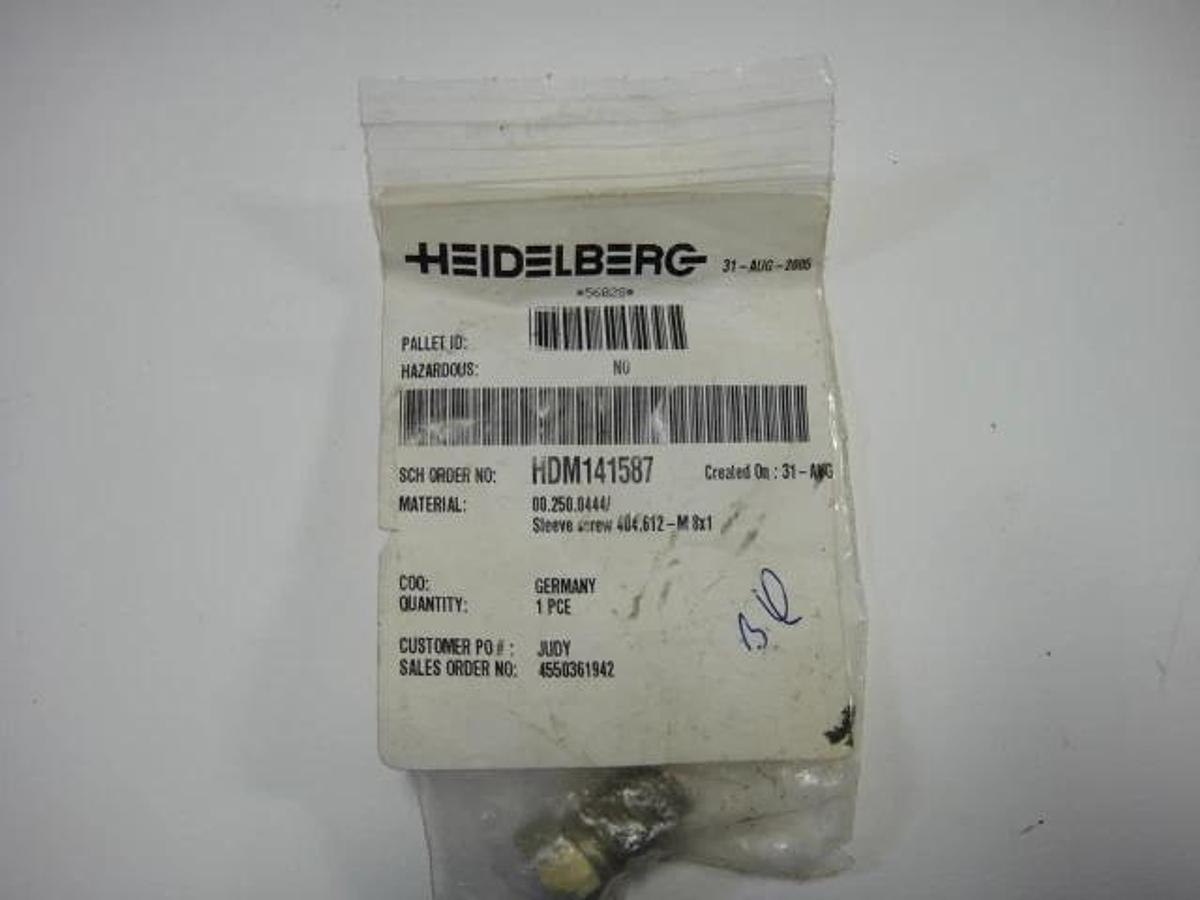 HEIDELBERG 31-AUG-2005
*56828*
PALLET ID:
HAZARDOUS: NO
SCH ORDER NO: HDM141587 Created On : 31-AUG
MATERIAL: 00.250.0444/
Sleeve screw 404.612-M 8x1
COO: GERMANY
QUANTITY: 1 PCE
CUSTOMER PO # : JUDY
SALES ORDER NO: 4550361942